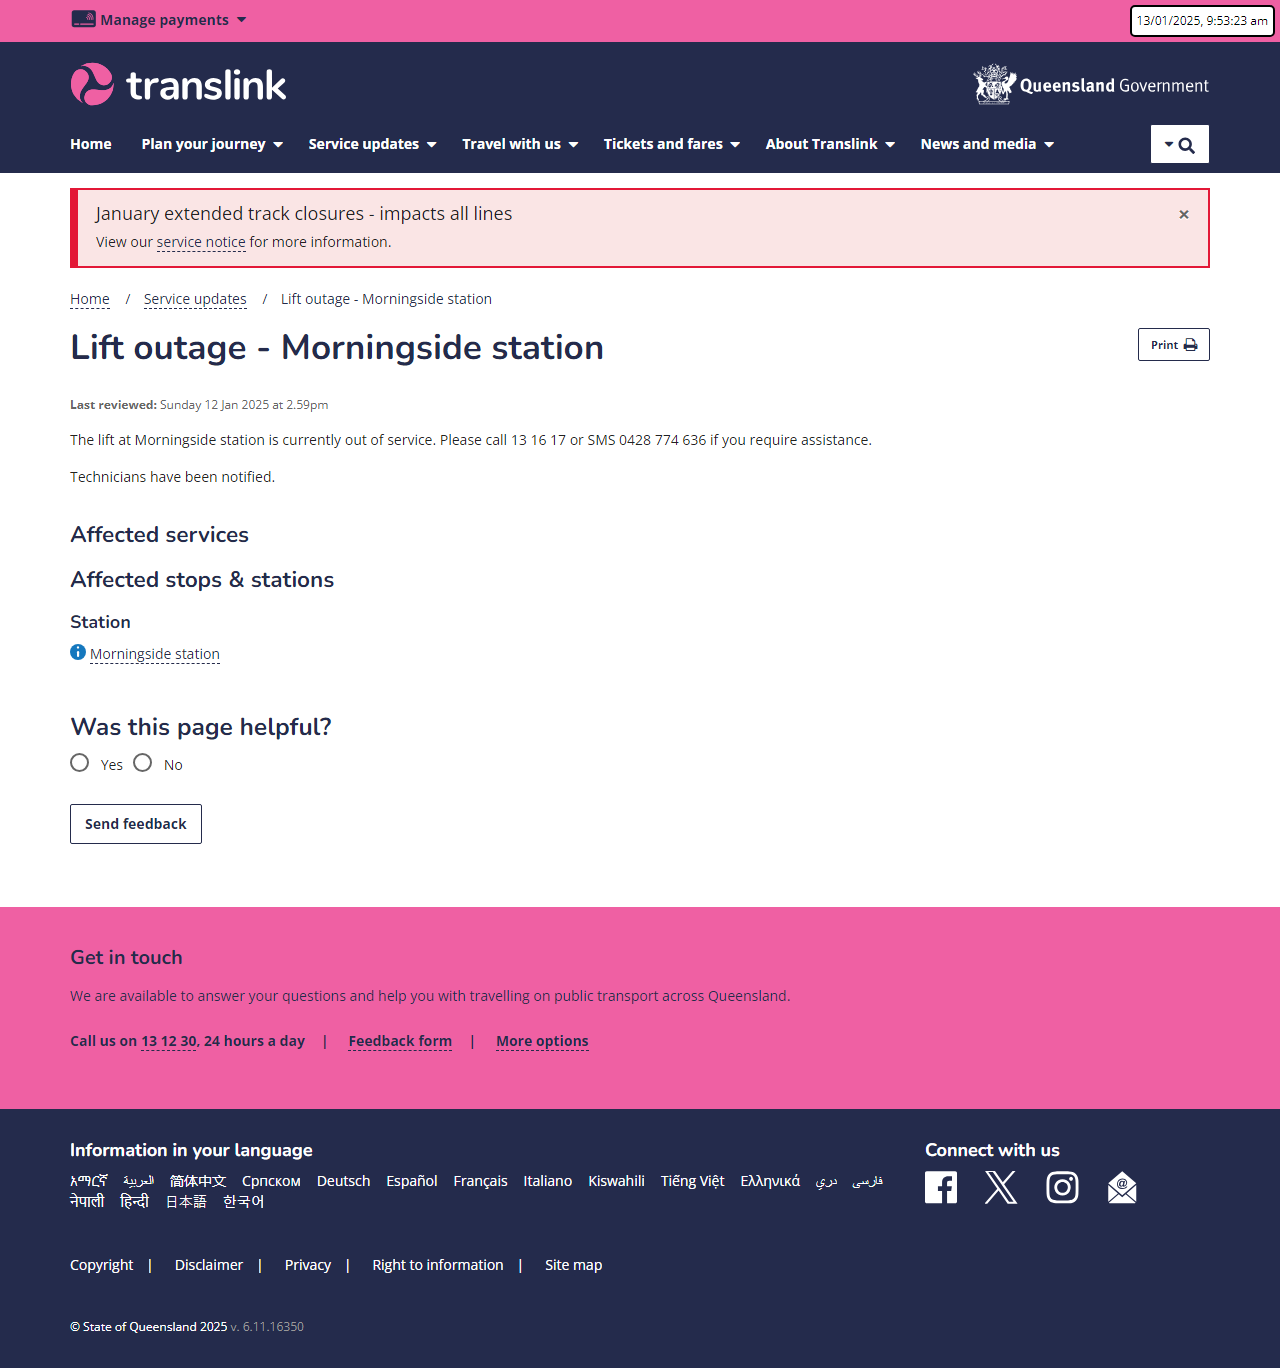 Manage payments
13/01/2025, 9:53:23 am
translink
Queensland Government
Home Plan your journey Service updates Travel with us Tickets and fares About Translink News and media
January extended track closures - impacts all lines ×
View our service notice for more information.
Home / Service updates / Lift outage - Morningside station
Lift outage - Morningside station
Print
Last reviewed: Sunday 12 Jan 2025 at 2.59pm
The lift at Morningside station is currently out of service. Please call 13 16 17 or SMS 0428 774 636 if you require assistance.
Technicians have been notified.
Affected services
Affected stops & stations
Station
Morningside station
Was this page helpful?
Yes No
Send feedback
Get in touch
We are available to answer your questions and help you with travelling on public transport across Queensland.
Call us on 13 12 30, 24 hours a day | Feedback form | More options
Information in your language
አማርኛ العربية 简体中文 Српском Deutsch Español Français Italiano Kiswahili Tiếng Việt Ελληνικά دري فارسی
नेपाली हिन्दी 日本語 한국어
Connect with us
Copyright | Disclaimer | Privacy | Right to information | Site map
© State of Queensland 2025 v. 6.11.16350